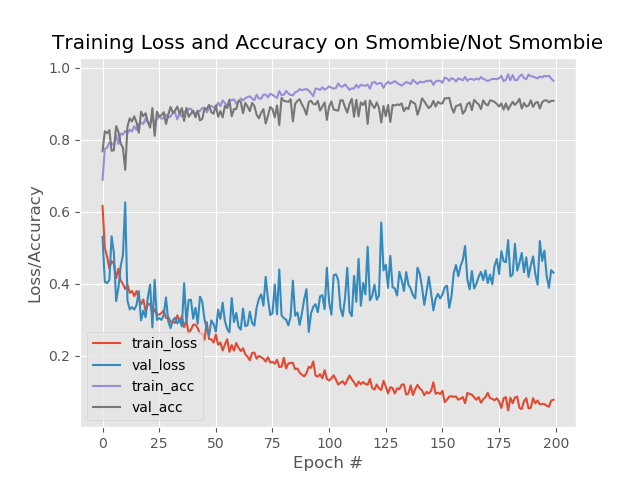 Training Loss and Accuracy on Smombie/Not Smombie
1.0
0.8
0.6
0.4
0.2
Loss/Accuracy
train_loss
val_loss
train_acc
val_acc
0 25 50 75 100 125 150 175 200
Epoch #